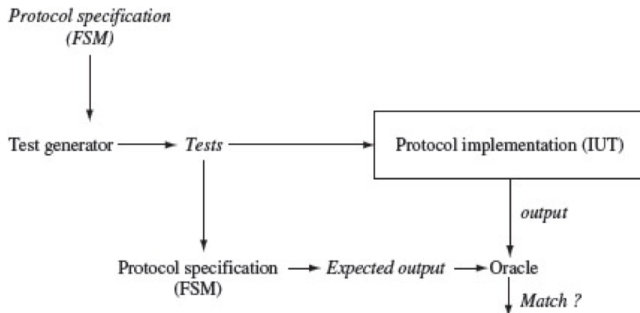 Protocol specification
(FSM)
Test generator
Tests
Protocol implementation (IUT)
output
Protocol specification
(FSM)
Expected output
Oracle
Match ?